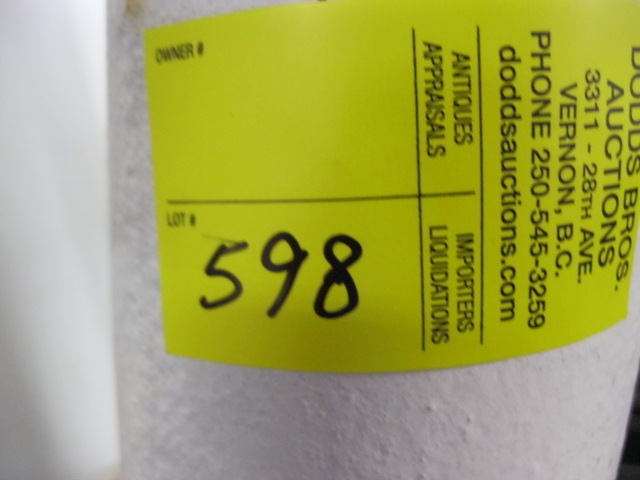 DODDS BROS.
AUCTIONS
3311 - 28TH AVE.
VERNON, B.C.
PHONE 250-545-3259
doddsauctions.com
ANTIQUES IMPORTERS
APPRAISALS LIQUIDATIONS
OWNER #
LOT #
598